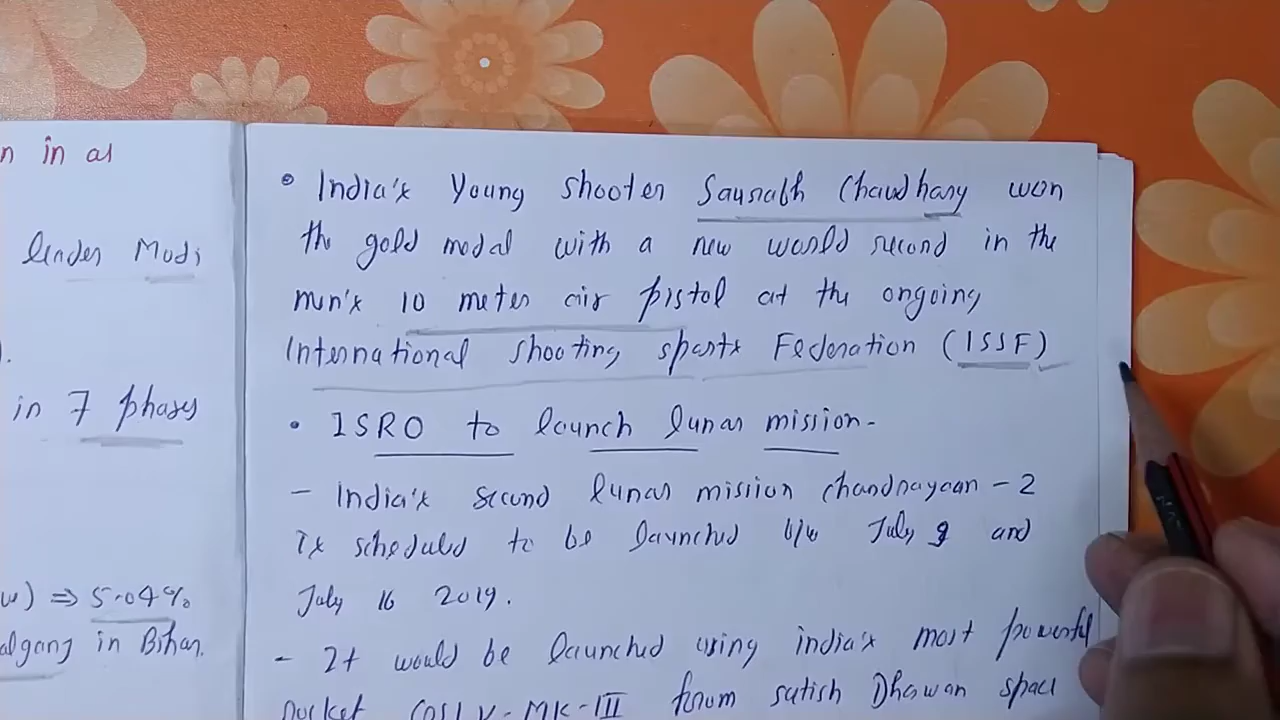 n in as
Under Modi
).
in 7 phases
w) ⇒ 5.04%
algang in Bihar.
• India's Young shooter Saurabh Chaudhary won
the gold medal with a new world record in the
men's 10 meter air pistol at the ongoing
International shooting sports Federation (ISSF)
• ISRO to launch lunar mission-
- India's second lunar mission chandrayaan-2
Is scheduled to be launched b/w July 9 and
July 16 2019.
- It would be launched using india's most powerful
rocket GSLV-MK-III from satish Dhawan space